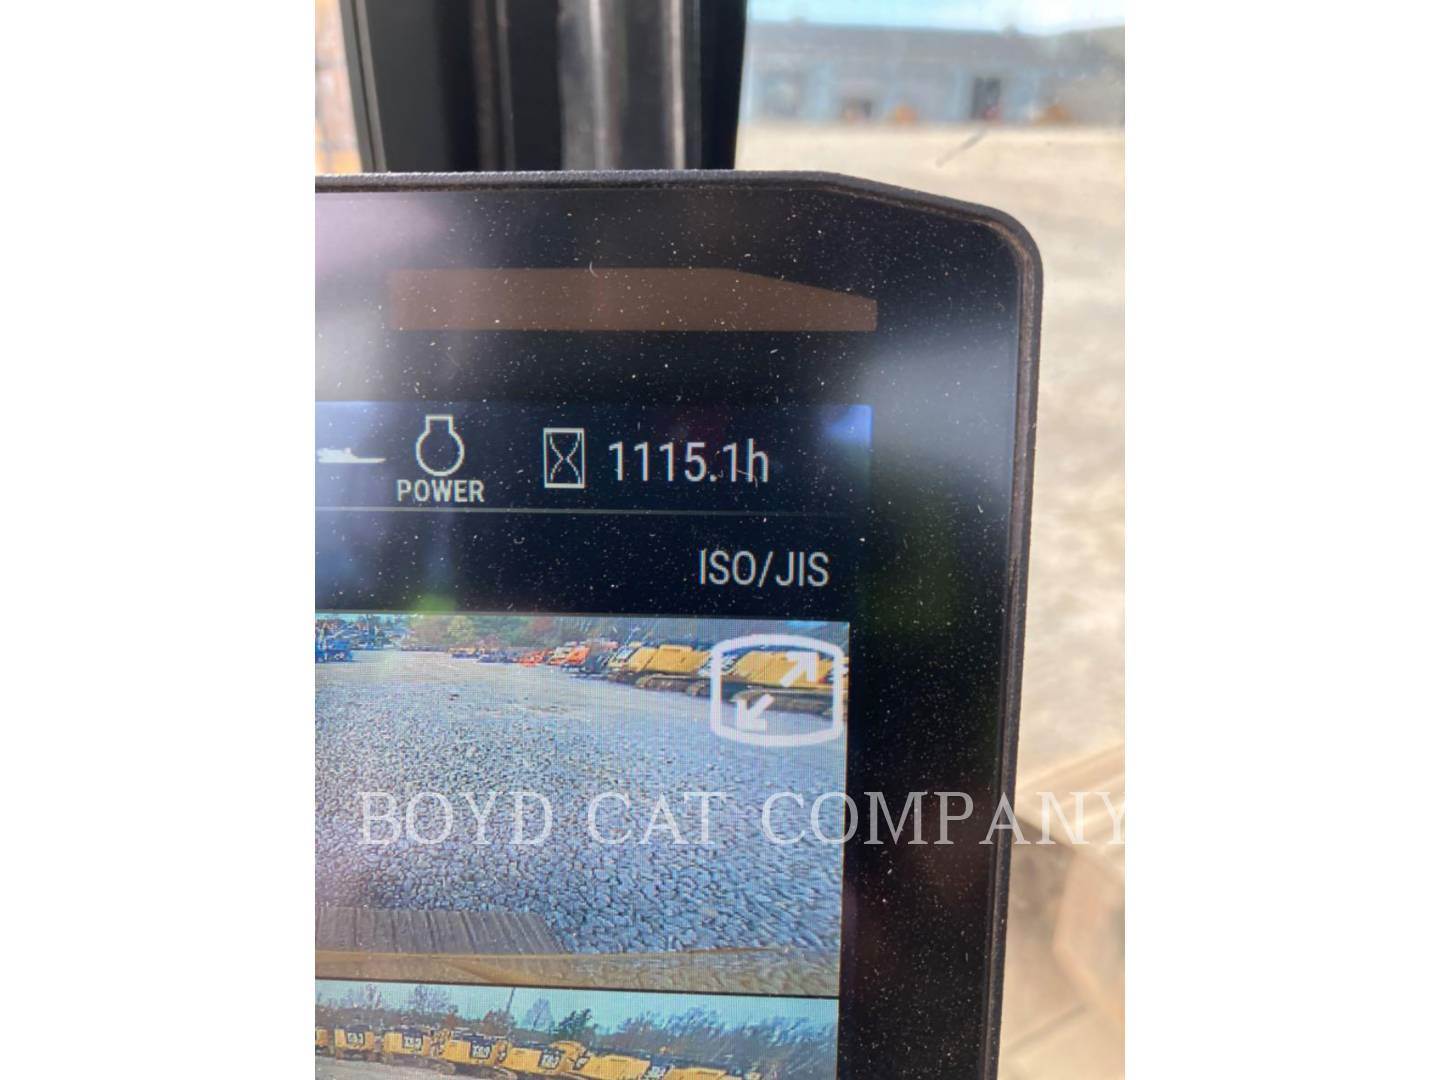 POWER
1115.1h
ISO/JIS
BOYD CAT COMPANY